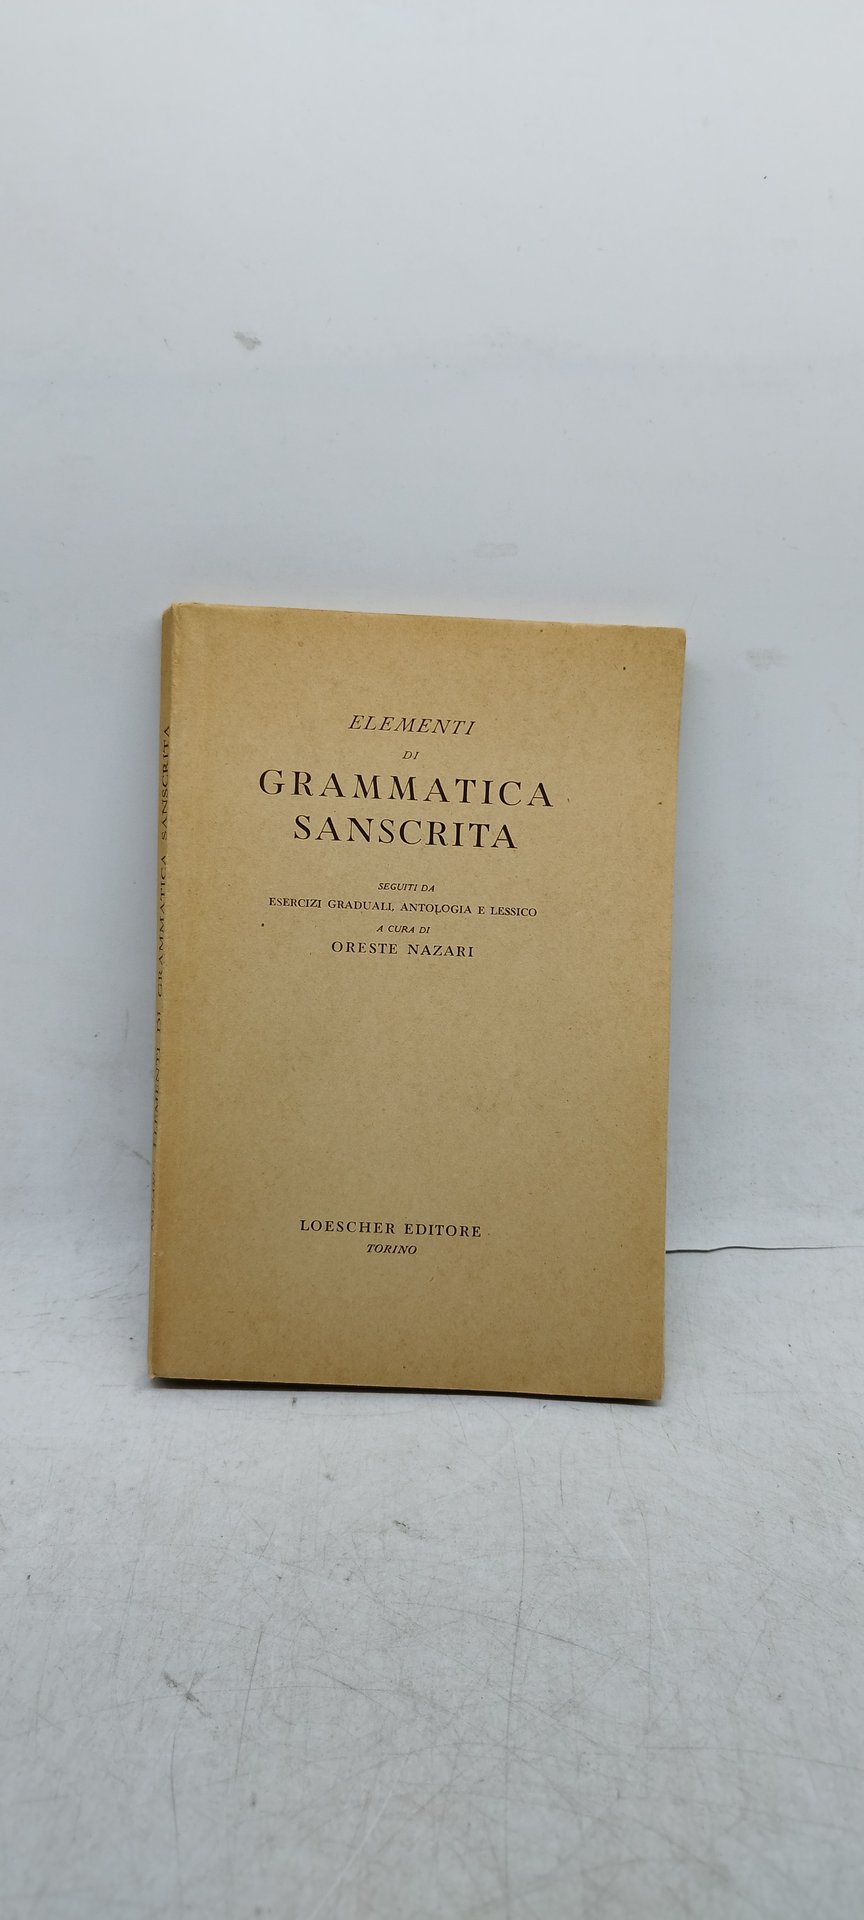 ELEMENTI
DI
GRAMMATICA
SANSCRITA
SEGUITI DA
ESERCIZI GRADUALI, ANTOLOGIA E LESSICO
A CURA DI
ORESTE NAZARI
LOESCHER EDITORE
TORINO
ELEMENTI DI GRAMMATICA SANSCRITA